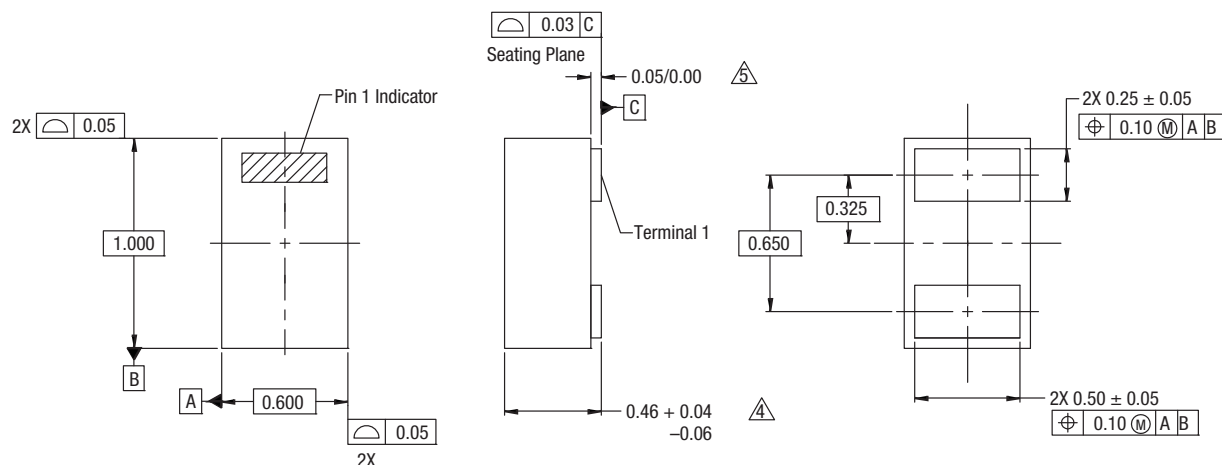 ⌓ 0.03 C
Seating Plane
0.05/0.00 5
C
Pin 1 Indicator
2X ⌓ 0.05
1.000
B
A
0.600
⌓ 0.05
2X
Terminal 1
0.46 + 0.04 4
–0.06
2X 0.25 ± 0.05
⌖ 0.10 Ⓜ A B
0.325
0.650
2X 0.50 ± 0.05
⌖ 0.10 Ⓜ A B